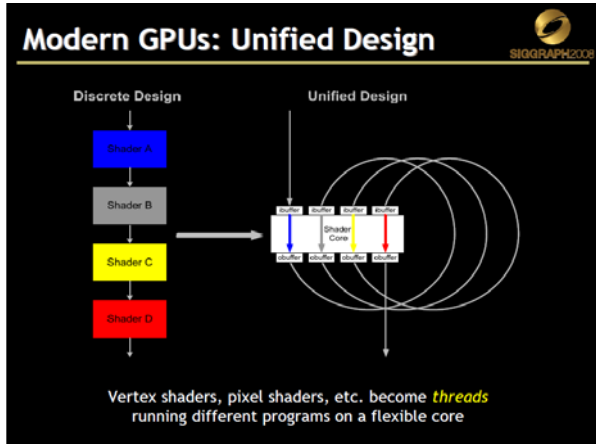 Modern GPUs: Unified Design
SIGGRAPH2008
Discrete Design
Unified Design
Shader A
Shader B
Shader C
Shader D
ibuffer ibuffer ibuffer ibuffer
Shader
Core
obuffer obuffer obuffer obuffer
Vertex shaders, pixel shaders, etc. become threads
running different programs on a flexible core